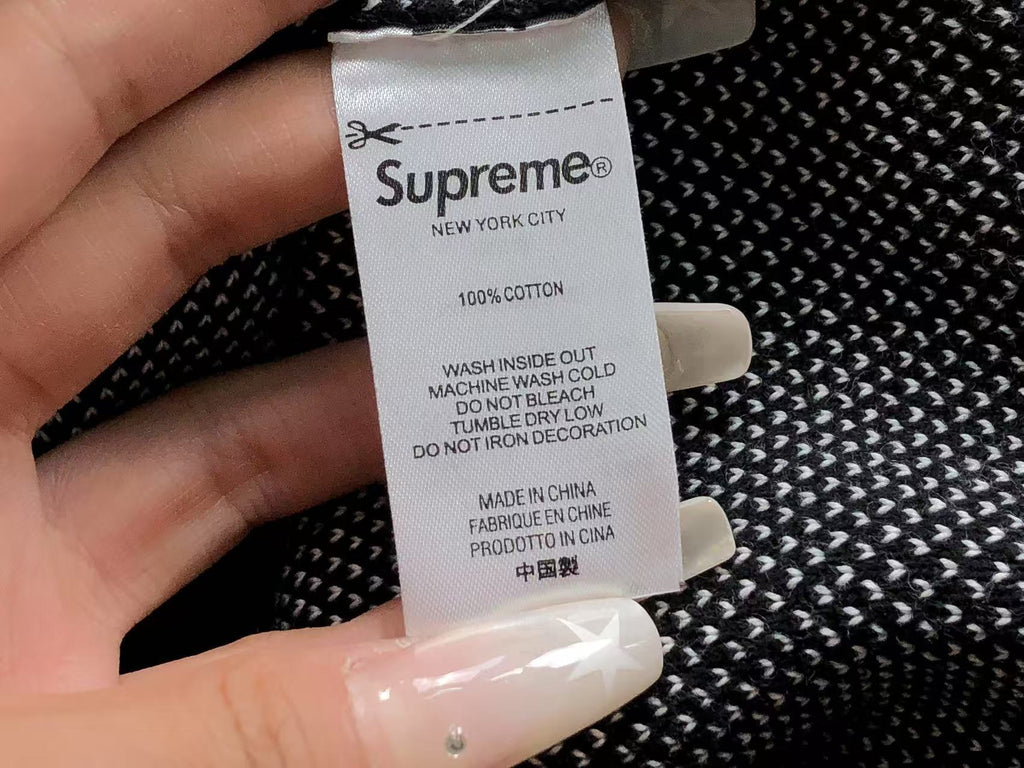 Supreme®
NEW YORK CITY
100% COTTON
WASH INSIDE OUT
MACHINE WASH COLD
DO NOT BLEACH
TUMBLE DRY LOW
DO NOT IRON DECORATION
MADE IN CHINA
FABRIQUE EN CHINE
PRODOTTO IN CINA
中国製